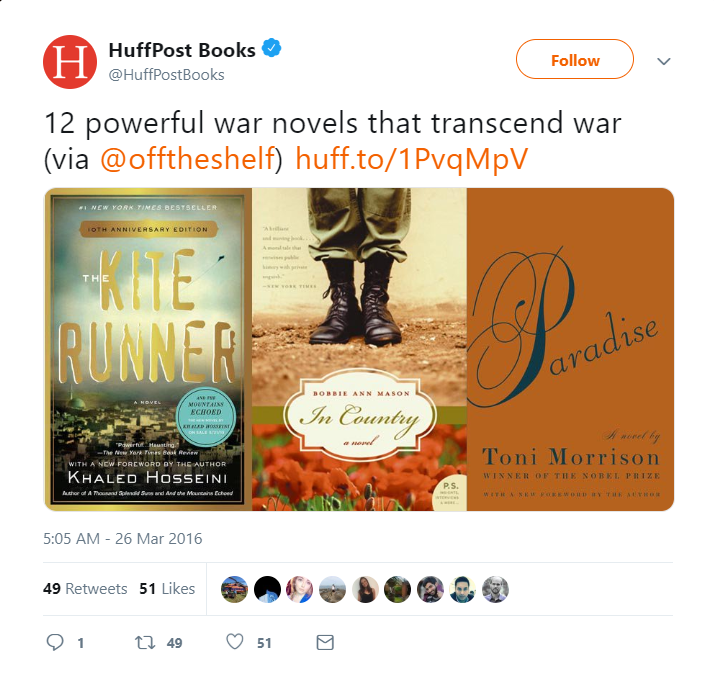 HuffPost Books
@HuffPostBooks
Follow
12 powerful war novels that transcend war
(via @offtheshelf) huff.to/1PvqMpV
#1 NEW YORK TIMES BESTSELLER
10TH ANNIVERSARY EDITION
THE
KITE
RUNNER
A NOVEL
AND THE
MOUNTAINS
ECHOED
KHALED HOSSEINI
"Powerful... Haunting."
—The New York Times Book Review
WITH A NEW FOREWORD BY THE AUTHOR
KHALED HOSSEINI
Author of A Thousand Splendid Suns and And the Mountains Echoed
"A brilliant
and moving book...
A moral tale that
entwines public
history with private
anguish."
—NEW YORK TIMES
BOBBIE ANN MASON
In Country
a novel
P.S.
Paradise
A novel by
Toni Morrison
WINNER OF THE NOBEL PRIZE
WITH A NEW FOREWORD BY THE AUTHOR
5:05 AM - 26 Mar 2016
49 Retweets 51 Likes
1 49 51